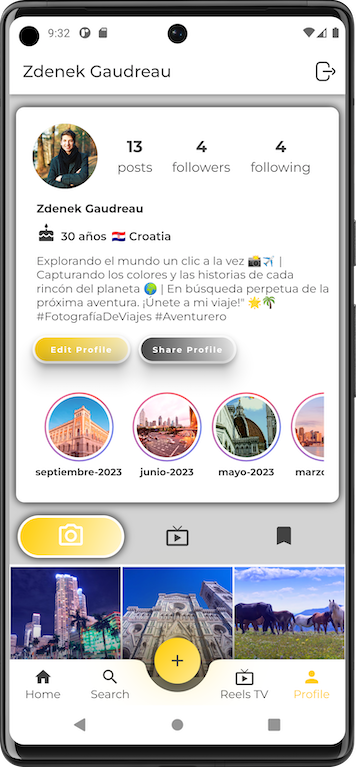 9:32
Zdenek Gaudreau
13 4 4
posts followers following
Zdenek Gaudreau
30 años 🇭🇷 Croatia
Explorando el mundo un clic a la vez 📸✈️ |
Capturando los colores y las historias de cada
rincón del planeta 🌍 | En búsqueda perpetua de la
próxima aventura. ¡Únete a mi viaje!" 🌟🌴
#FotografíaDeViajes #Aventurero
Edit Profile Share Profile
septiembre-2023 junio-2023 mayo-2023 marzo
Home Search Reels TV Profile